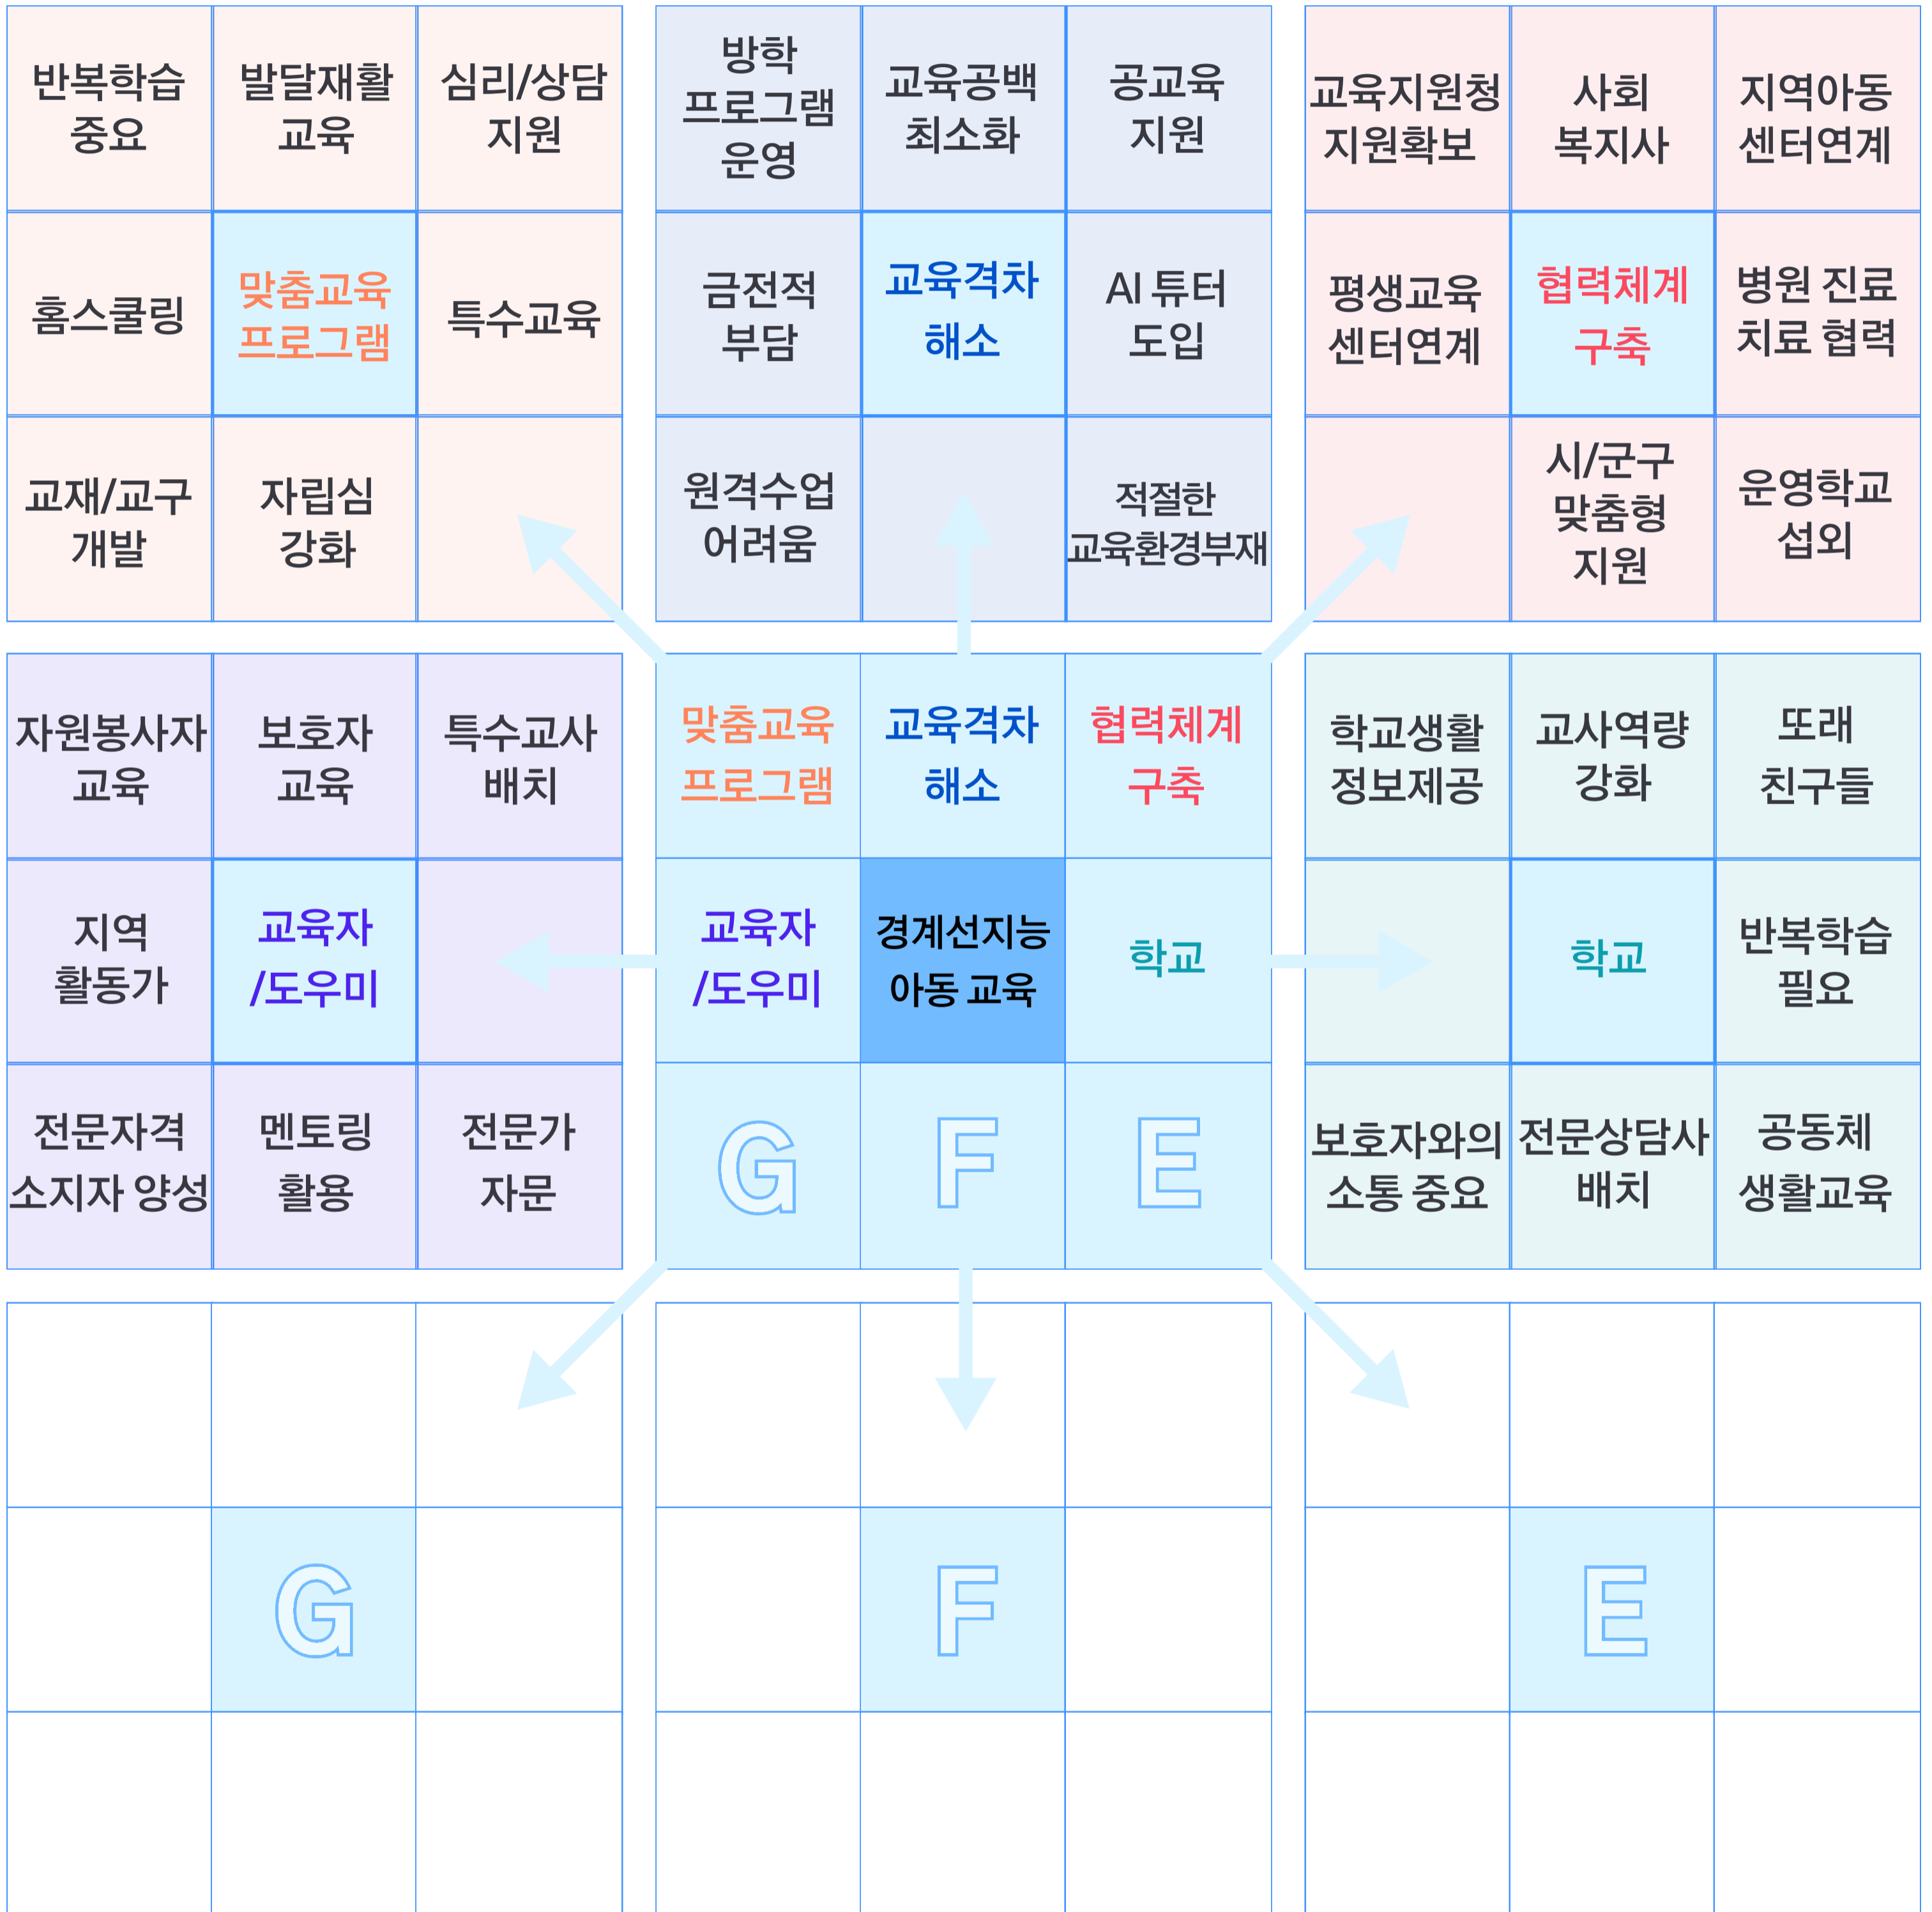 반복학습
중요
발달재활
교육
심리/상담
지원
홈스쿨링
맞춤교육
프로그램
특수교육
교재/교구
개발
자립심
강화
방학
프로그램
운영
교육공백
최소화
공교육
지원
금전적
부담
교육격차
해소
AI 튜터
도입
원격수업
어려움
적절한
교육환경부재
교육지원청
지원확보
사회
복지사
지역아동
센터연계
평생교육
센터연계
협력체계
구축
병원 진료
치료 협력
시/군구
맞춤형
지원
운영학교
섭외
자원봉사자
교육
보호자
교육
특수교사
배치
지역
활동가
교육자
/도우미
전문자격
소지자 양성
멘토링
활용
전문가
자문
맞춤교육
프로그램
교육격차
해소
협력체계
구축
교육자
/도우미
경계선지능
아동 교육
학교
G
F
E
학교생활
정보제공
교사역량
강화
또래
친구들
학교
반복학습
필요
보호자와의
소통중요
전문상담사
배치
공동체
생활교육
G
F
E